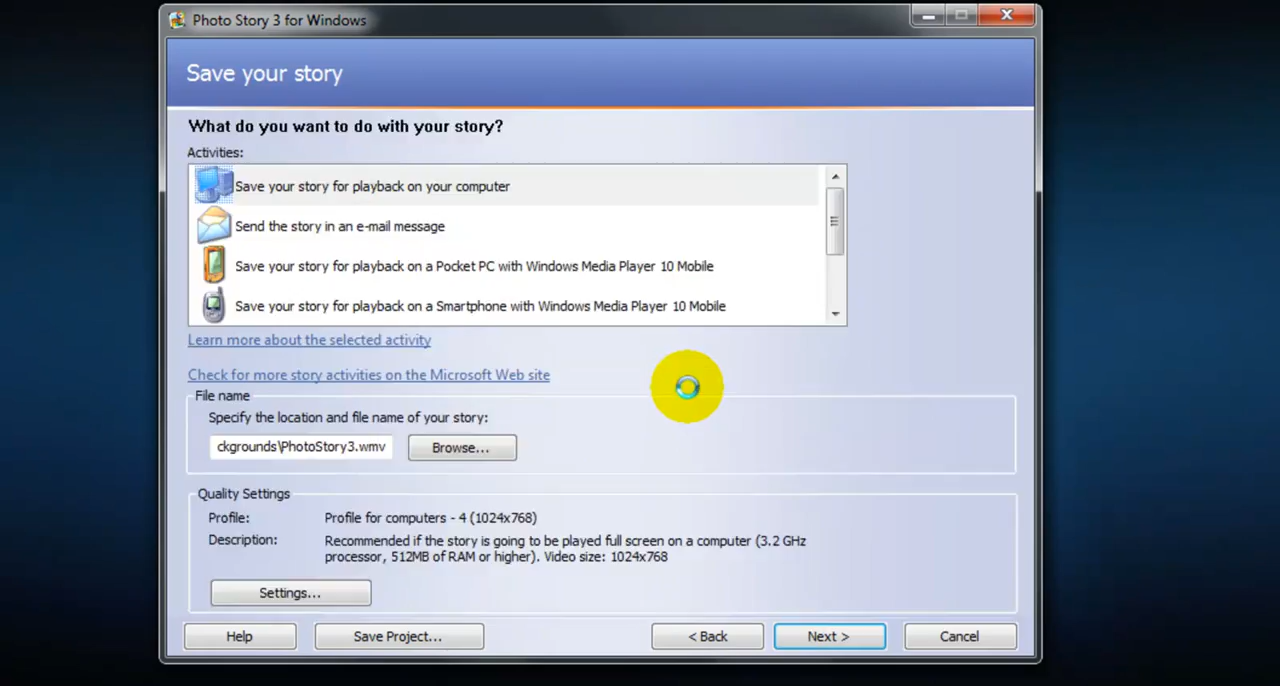 Photo Story 3 for Windows
Save your story
What do you want to do with your story?
Activities:
Save your story for playback on your computer
Send the story in an e-mail message
Save your story for playback on a Pocket PC with Windows Media Player 10 Mobile
Save your story for playback on a Smartphone with Windows Media Player 10 Mobile
Learn more about the selected activity
Check for more story activities on the Microsoft Web site
File name
Specify the location and file name of your story:
ckgrounds\PhotoStory3.wmv Browse...
Quality Settings
Profile: Profile for computers - 4 (1024x768)
Description: Recommended if the story is going to be played full screen on a computer (3.2 GHz
processor, 512MB of RAM or higher). Video size: 1024x768
Settings...
Help Save Project... < Back Next > Cancel